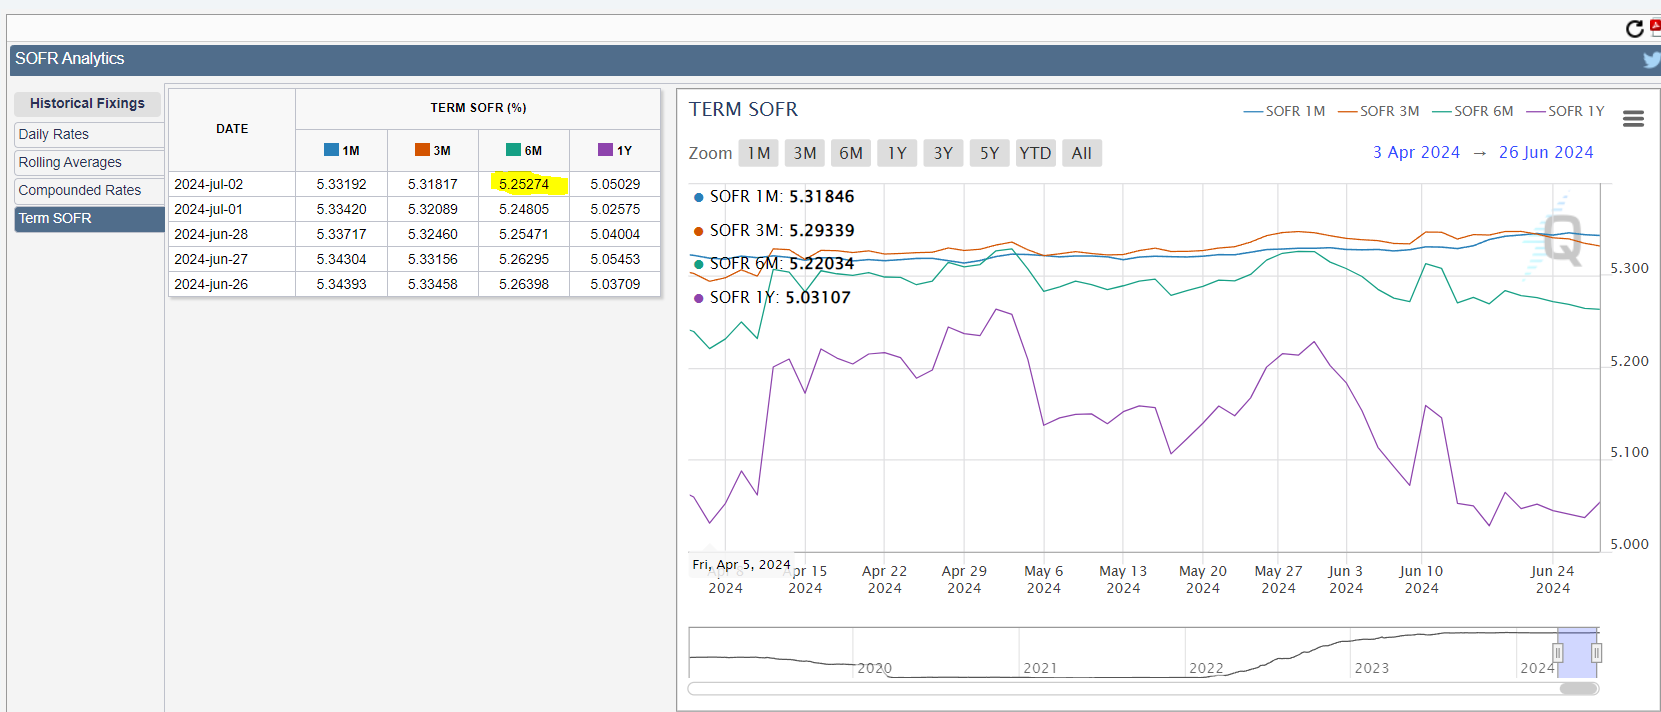 SOFR Analytics
Historical Fixings
Daily Rates
Rolling Averages
Compounded Rates
Term SOFR
DATE TERM SOFR (%)
1M 3M 6M 1Y
2024-jul-02 5.33192 5.31817 5.25274 5.05029
2024-jul-01 5.33420 5.32089 5.24805 5.02575
2024-jun-28 5.33717 5.32460 5.25471 5.04004
2024-jun-27 5.34304 5.33156 5.26295 5.05453
2024-jun-26 5.34393 5.33458 5.26398 5.03709
TERM SOFR
SOFR 1M SOFR 3M SOFR 6M SOFR 1Y
Zoom 1M 3M 6M 1Y 3Y 5Y YTD All
3 Apr 2024 → 26 Jun 2024
SOFR 1M: 5.31846
SOFR 3M: 5.29339
SOFR 6M: 5.22034
SOFR 1Y: 5.03107
Q
5.300
5.200
5.100
5.000
Fri, Apr 5, 2024
Apr 8 Apr 15 Apr 22 Apr 29 May 6 May 13 May 20 May 27 Jun 3 Jun 10 Jun 24
2024 2024 2024 2024 2024 2024 2024 2024 2024 2024 2024
2020 2021 2022 2023 2024